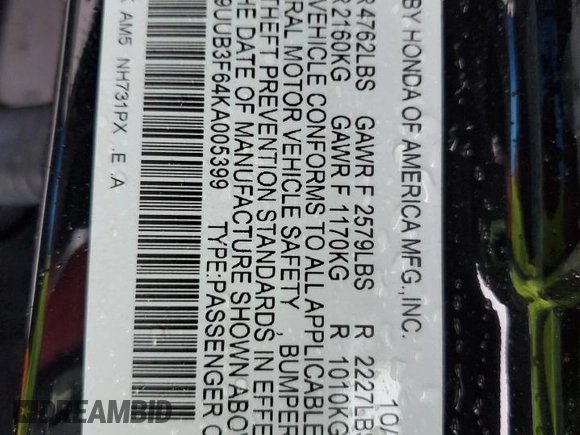 BY HONDA OF AMERICA MFG., INC.
10/
R4762LBS GAWR F 2579LBS R 2227LBS
R2160KG GAWR F 1170KG R 1010KG
VEHICLE CONFORMS TO ALL APPLICABLE
RAL MOTOR VEHICLE SAFETY, BUMPER
THEFT PREVENTION STANDARDS IN EFFE
HE DATE OF MANUFACTURE SHOWN ABOV
9UUB3F64KA005399 TYPE:PASSENGER C
AM5 NH731PX .E .A
DREAMBID